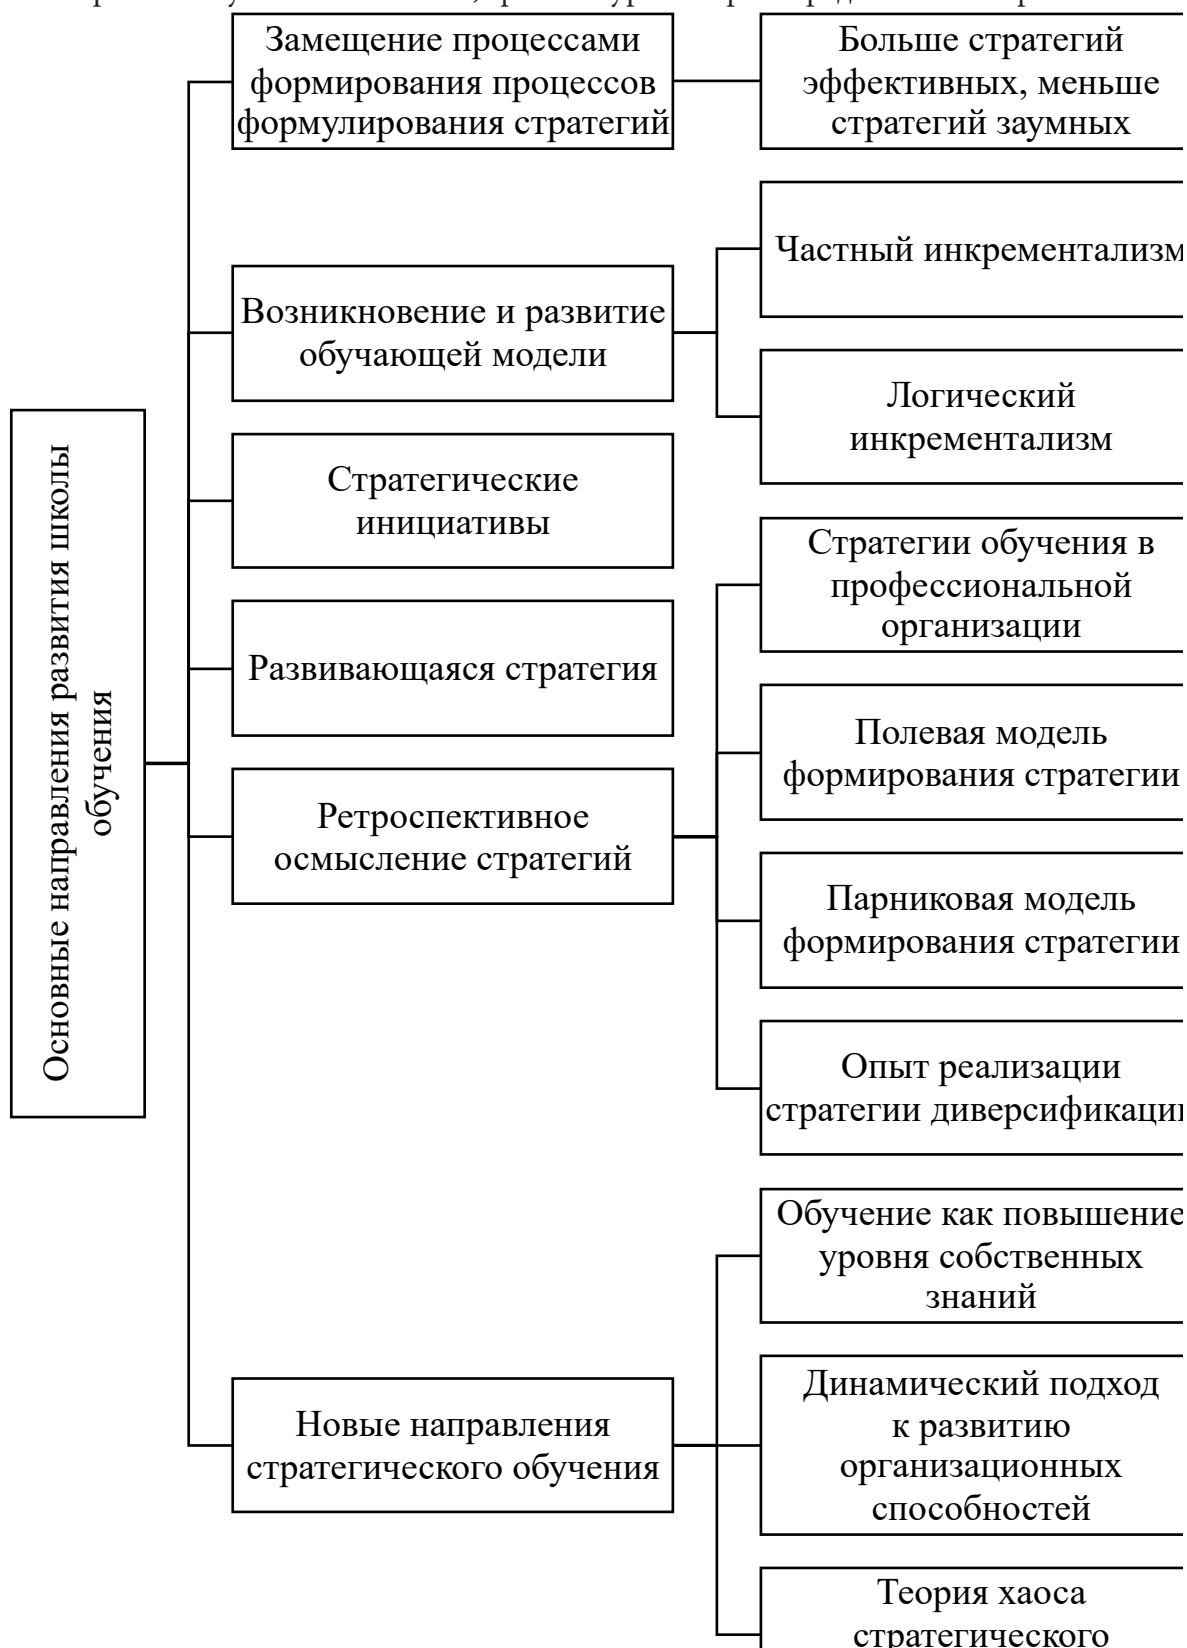 Замещение процессами
формирования процессов
формулирования стратегий
Больше стратегий
эффективных, меньше
стратегий заумных
Возникновение и развитие
обучающей модели
Частный инкрементализм
Логический
инкрементализм
Основные направления развития школы
обучения
Стратегические
инициативы
Развивающаяся стратегия
Ретроспективное
осмысление стратегий
Стратегии обучения в
профессиональной
организации
Полевая модель
формирования стратегии
Парниковая модель
формирования стратегии
Опыт реализации
стратегии диверсификации
Новые направления
стратегического обучения
Обучение как повышение
уровня собственных
знаний
Динамический подход
к развитию
организационных
способностей
Теория хаоса
стратегического